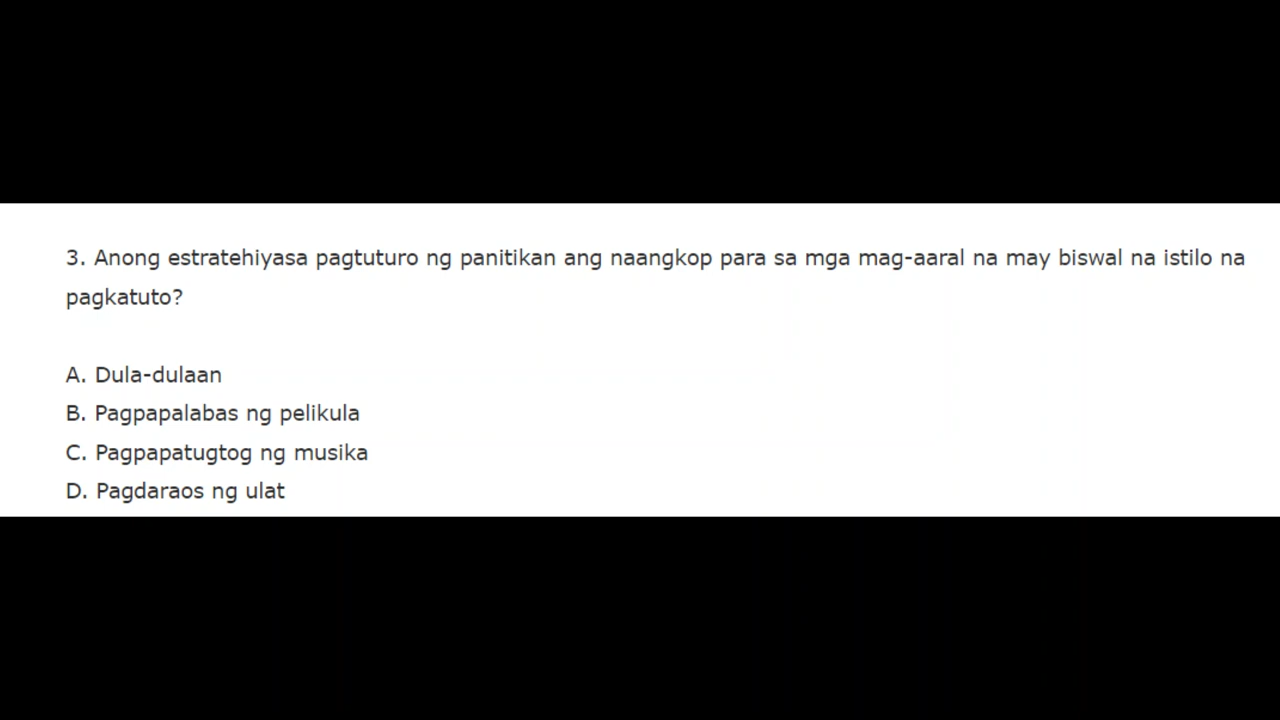 3. Anong estratehiyasa pagtuturo ng panitikan ang naangkop para sa mga mag-aaral na may biswal na istilo na
pagkatuto?
A. Dula-dulaan
B. Pagpapalabas ng pelikula
C. Pagpapatugtog ng musika
D. Pagdaraos ng ulat